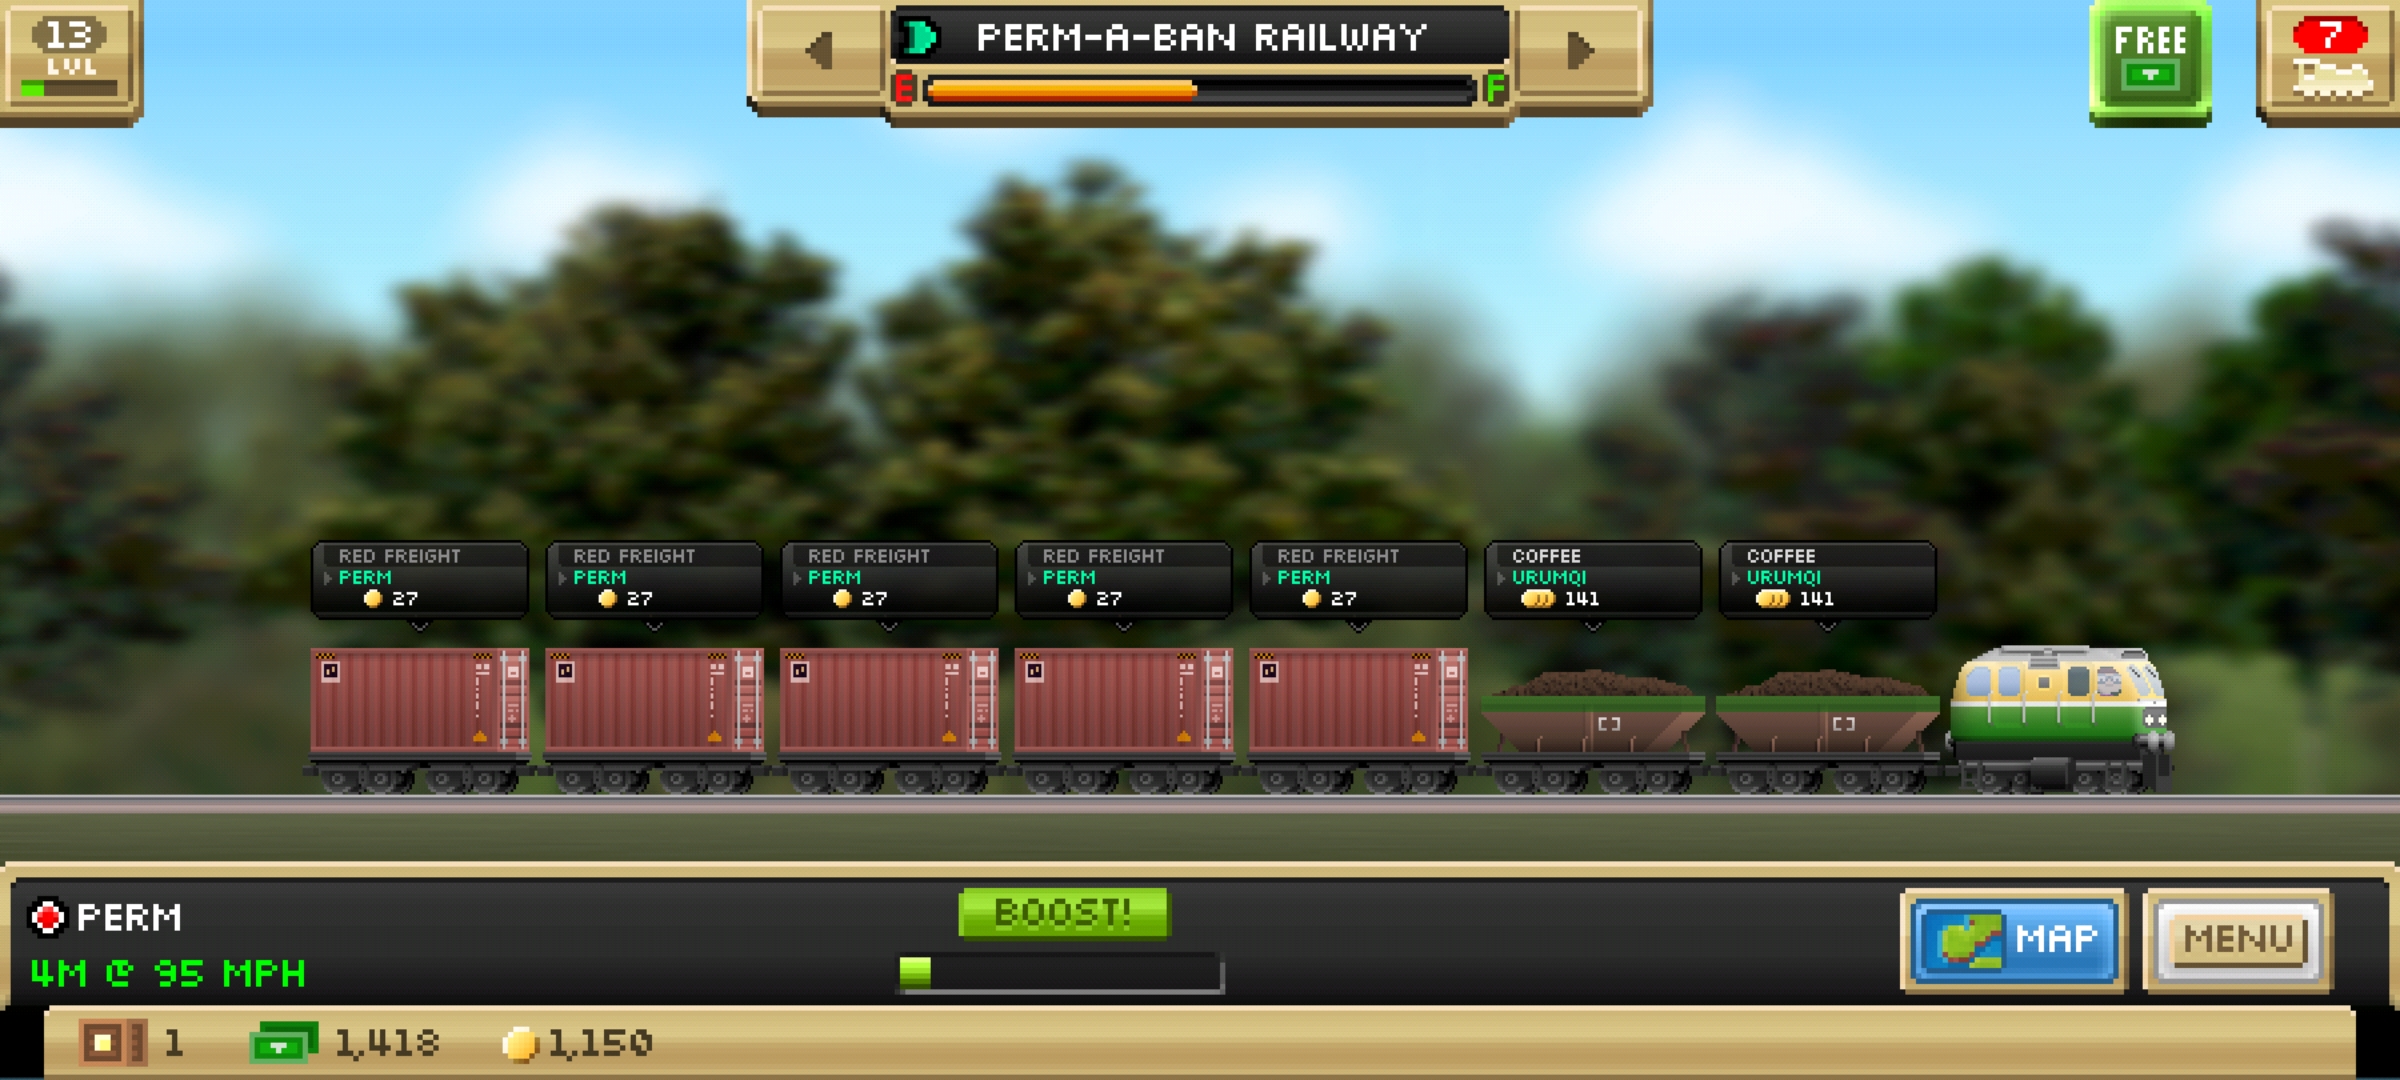 13
LVL
PERM-A-BAN RAILWAY
E
F
FREE
7
RED FREIGHT
PERM
27
RED FREIGHT
PERM
27
RED FREIGHT
PERM
27
RED FREIGHT
PERM
27
RED FREIGHT
PERM
27
COFFEE
URUMQI
141
COFFEE
URUMQI
141
PERM
4M @ 95 MPH
BOOST!
MAP
MENU
1
1,418
1,150